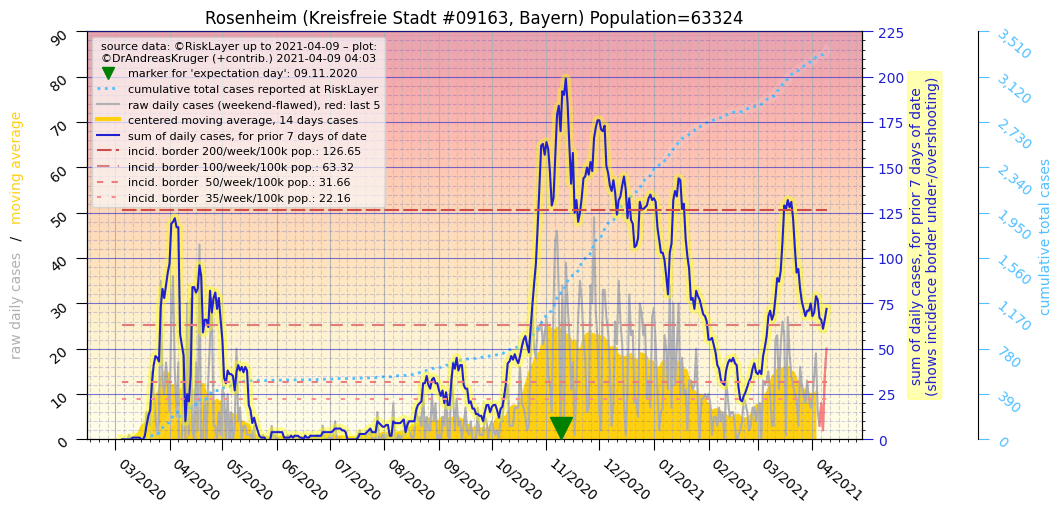 Rosenheim (Kreisfreie Stadt #09163, Bayern) Population=63324
source data: ©RiskLayer up to 2021-04-09 – plot:
©DrAndreasKruger (+contrib.) 2021-04-09 04:03
marker for 'expectation day': 09.11.2020
cumulative total cases reported at RiskLayer
raw daily cases (weekend-flawed), red: last 5
centered moving average, 14 days cases
sum of daily cases, for prior 7 days of date
incid. border 200/week/100k pop.: 126.65
incid. border 100/week/100k pop.: 63.32
incid. border  50/week/100k pop.: 31.66
incid. border  35/week/100k pop.: 22.16
raw daily cases / moving average
90
80
70
60
50
40
30
20
10
0
03/2020
04/2020
05/2020
06/2020
07/2020
08/2020
09/2020
10/2020
11/2020
12/2020
01/2021
02/2021
03/2021
04/2021
225
200
175
150
125
100
75
50
25
0
sum of daily cases, for prior 7 days of date
(shows incidence border under-/overshooting)
3,510
3,120
2,730
2,340
1,950
1,560
1,170
780
390
0
cumulative total cases